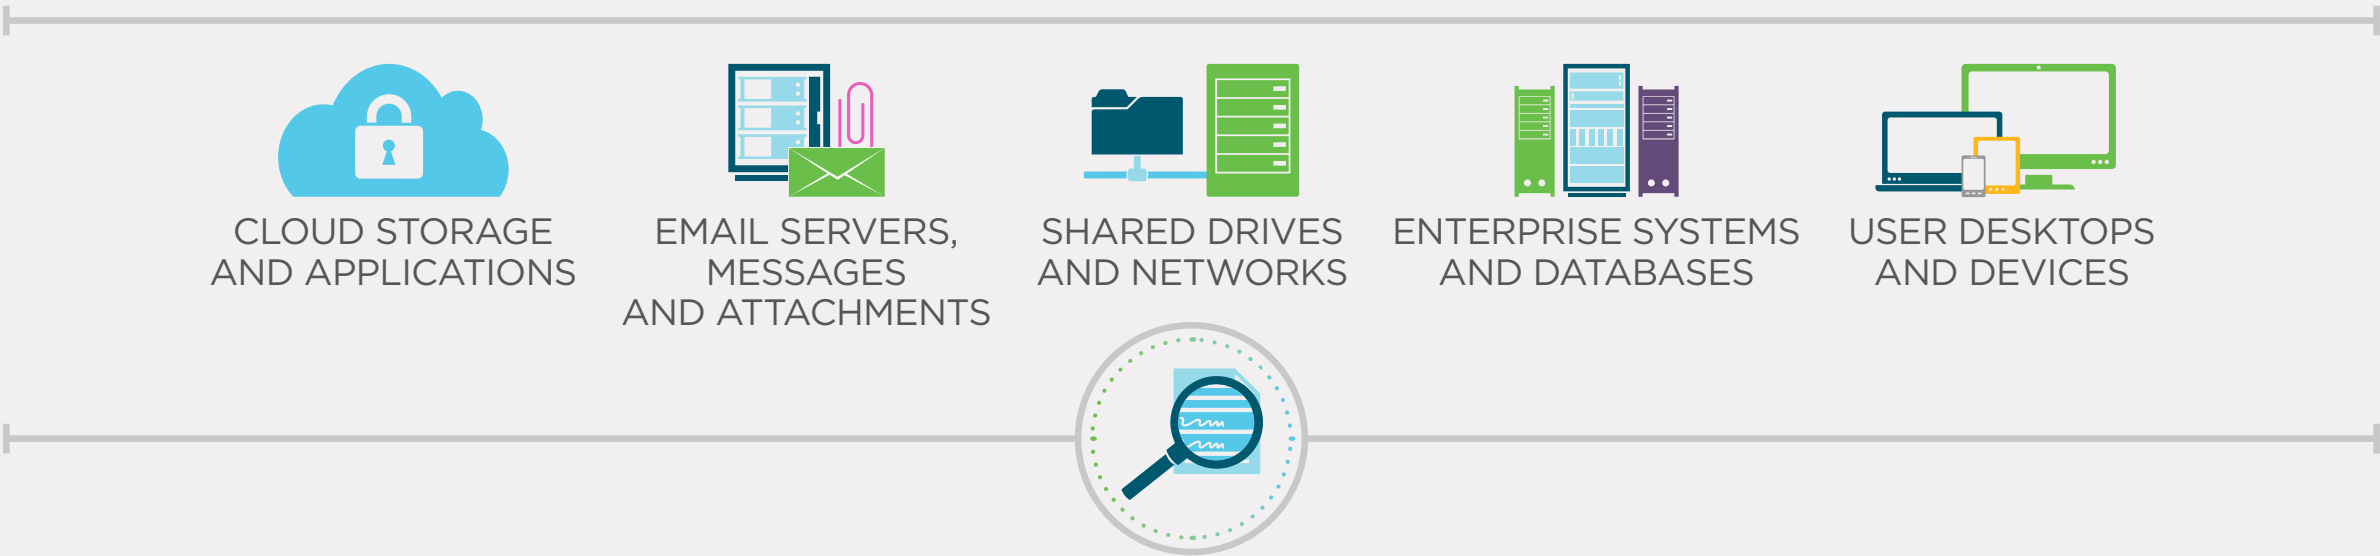 CLOUD STORAGE
AND APPLICATIONS
EMAIL SERVERS,
MESSAGES
AND ATTACHMENTS
SHARED DRIVES
AND NETWORKS
ENTERPRISE SYSTEMS
AND DATABASES
USER DESKTOPS
AND DEVICES